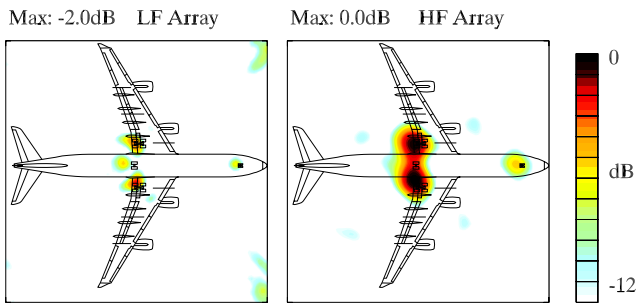 Max: -2.0dB LF Array
Max: 0.0dB HF Array
0
dB
-12